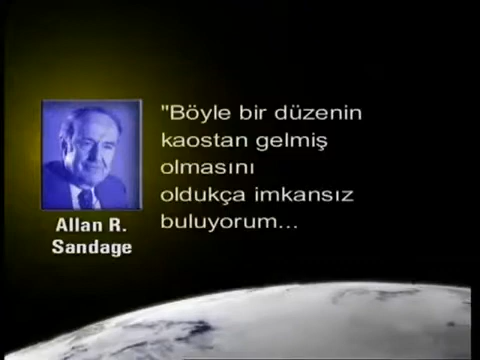 "Böyle bir düzenin
kaostan gelmiş
olmasını
oldukça imkansız
buluyorum...
Allan R.
Sandage